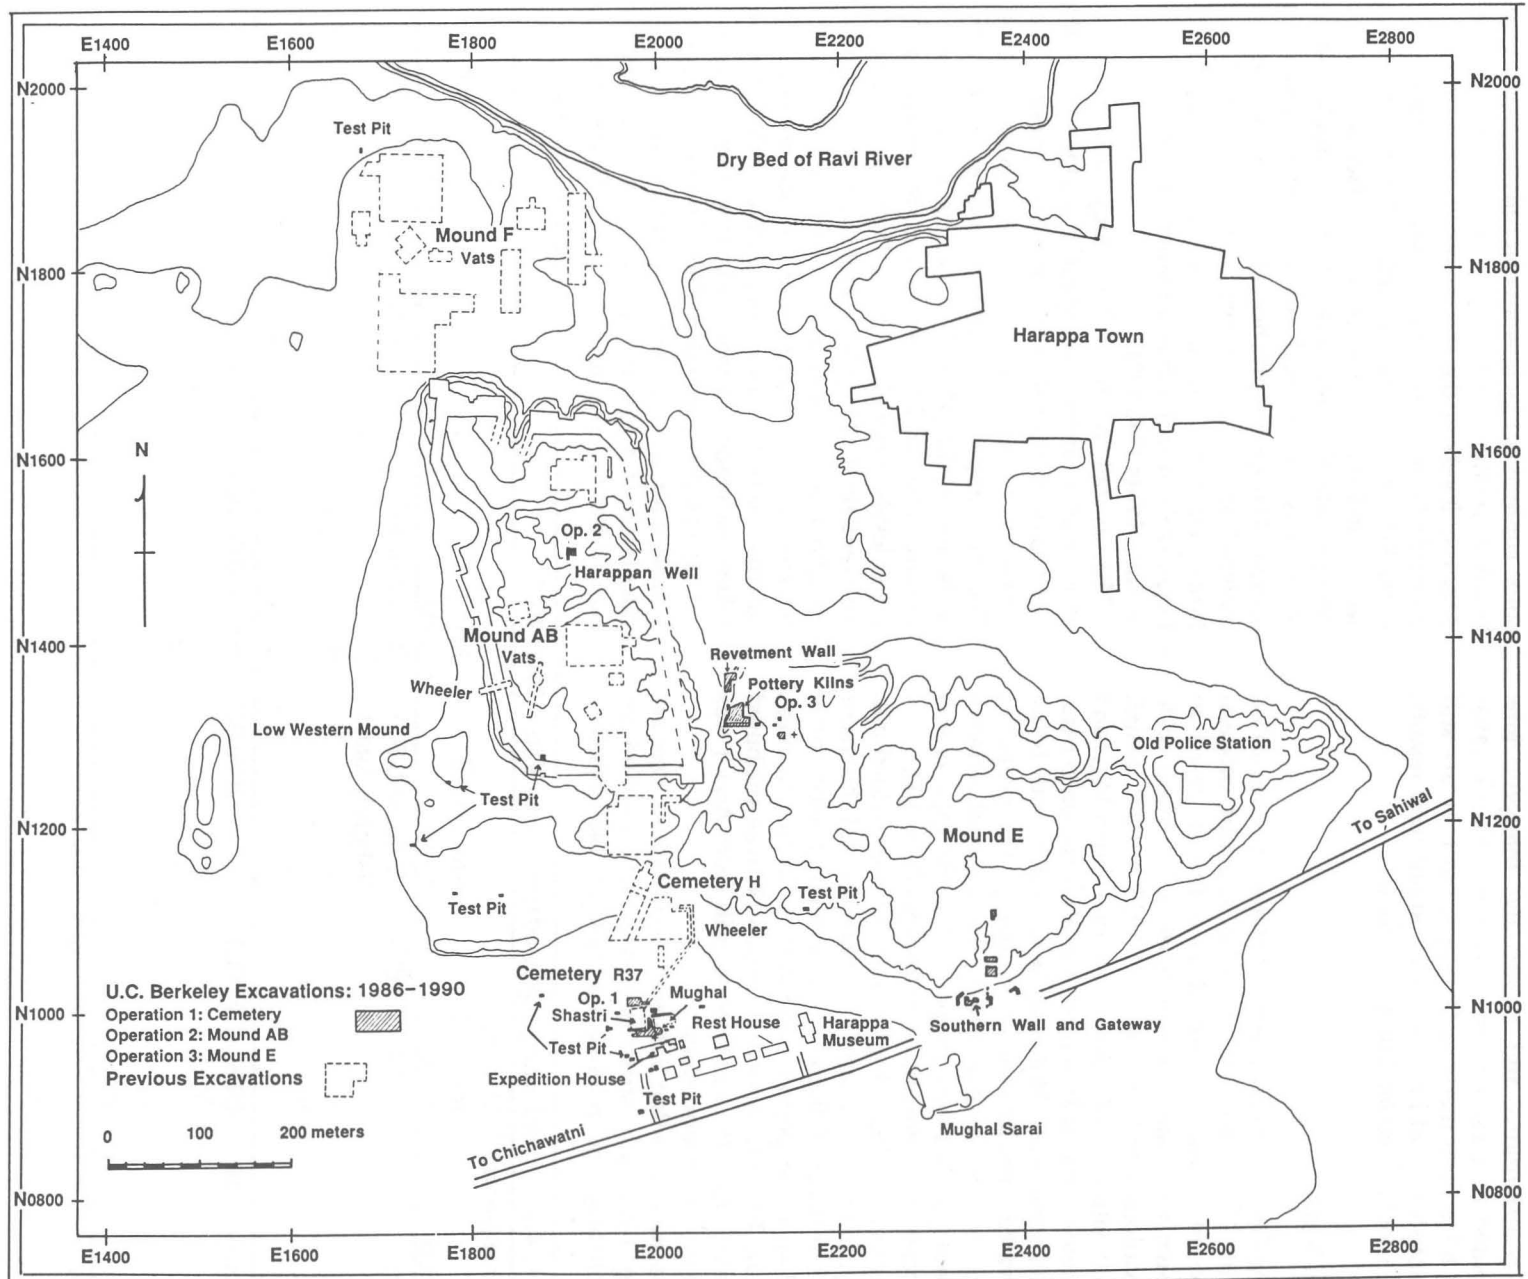 E1400 E1600 E1800 E2000 E2200 E2400 E2600 E2800
N2000 N2000
Test Pit
Dry Bed of Ravi River
Mound F
Vats
N1800 N1800
Harappa Town
N
N1600 N1600
Op. 2
Harappan Well
Mound AB
N1400 N1400
Vats
Revetment Wall
Wheeler
Pottery Kilns
Op. 3
Low Western Mound
Old Police Station
Test Pit
To Sahiwal
N1200 N1200
Mound E
Cemetery H
Test Pit
Test Pit
Wheeler
Cemetery R37
U.C. Berkeley Excavations: 1986-1990
Op. 1
Mughal
N1000 N1000
Operation 1: Cemetery
Shastri
Rest House
Harappa
Museum
Southern Wall and Gateway
Operation 2: Mound AB
Test Pit
Operation 3: Mound E
Previous Excavations
Expedition House
Test Pit
Mughal Sarai
0 100 200 meters
To Chichawatni
N0800 N0800
E1400 E1600 E1800 E2000 E2200 E2400 E2600 E2800